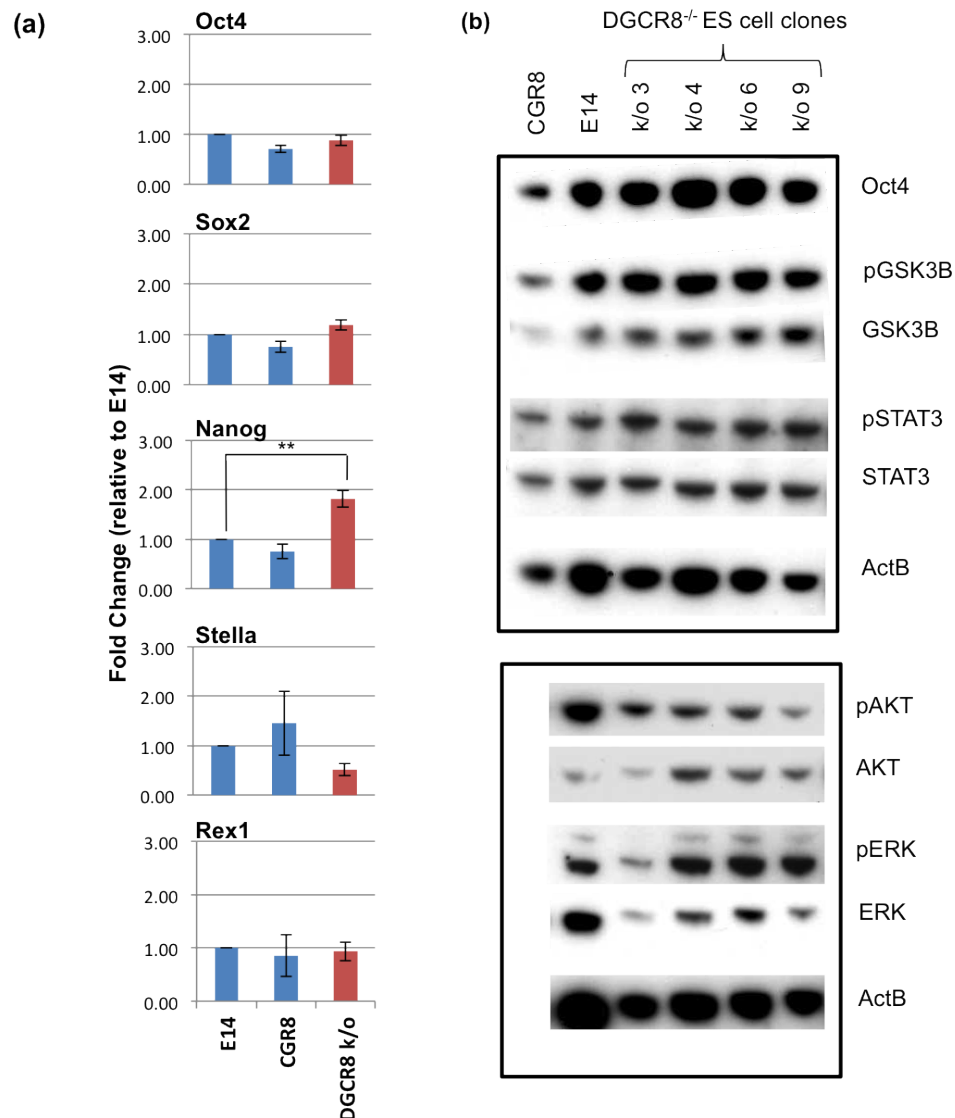 (a)
Fold Change (relative to E14)
Oct4
3.00
2.00
1.00
0.00
Sox2
3.00
2.00
1.00
0.00
Nanog
3.00
**
2.00
1.00
0.00
Stella
3.00
2.00
1.00
0.00
Rex1
3.00
2.00
1.00
0.00
E14
CGR8
DGCR8 k/o
(b)
DGCR8-/- ES cell clones
CGR8
E14
k/o 3
k/o 4
k/o 6
k/o 9
Oct4
pGSK3B
GSK3B
pSTAT3
STAT3
ActB
pAKT
AKT
pERK
ERK
ActB